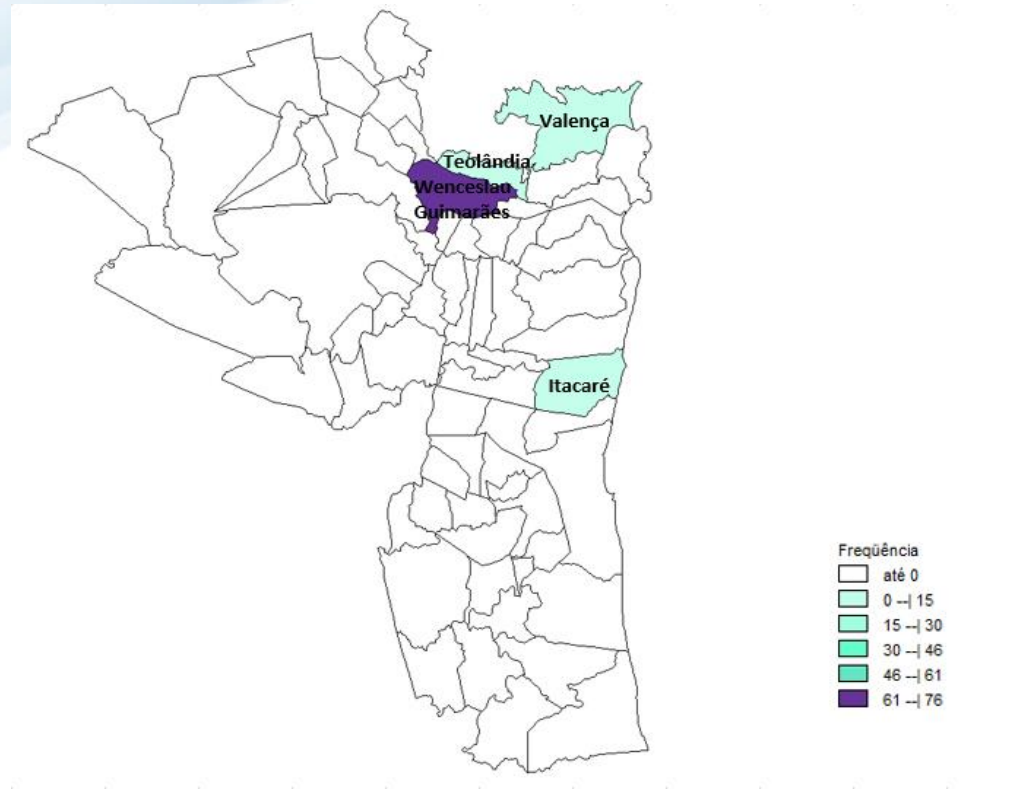 Valença
Teolândia
Wenceslau
Guimarães
Itacaré
Freqüência
até 0
0 --| 15
15 --| 30
30 --| 46
46 --| 61
61 --| 76